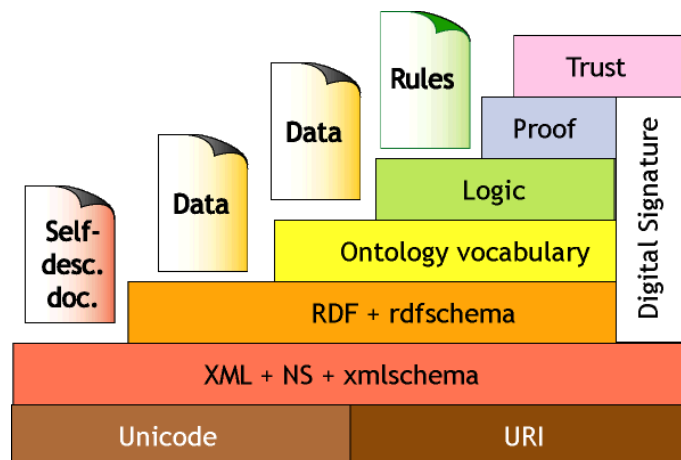 Trust
Rules
Proof
Data
Logic
Digital Signature
Data
Self-
desc.
doc.
Ontology vocabulary
RDF + rdfschema
XML + NS + xmlschema
Unicode
URI